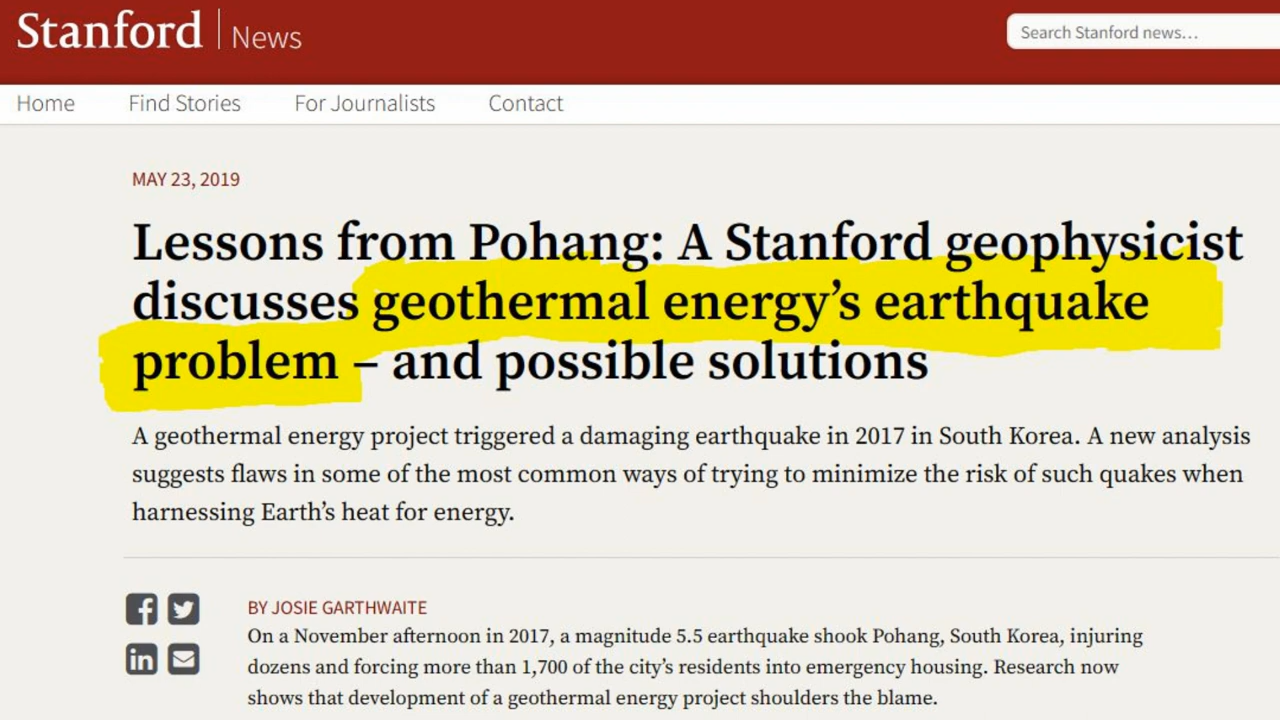 Stanford | News
Search Stanford news...
Home Find Stories For Journalists Contact
MAY 23, 2019
Lessons from Pohang: A Stanford geophysicist
discusses geothermal energy’s earthquake
problem – and possible solutions
A geothermal energy project triggered a damaging earthquake in 2017 in South Korea. A new analysis
suggests flaws in some of the most common ways of trying to minimize the risk of such quakes when
harnessing Earth’s heat for energy.
BY JOSIE GARTHWAITE
On a November afternoon in 2017, a magnitude 5.5 earthquake shook Pohang, South Korea, injuring
dozens and forcing more than 1,700 of the city’s residents into emergency housing. Research now
shows that development of a geothermal energy project shoulders the blame.